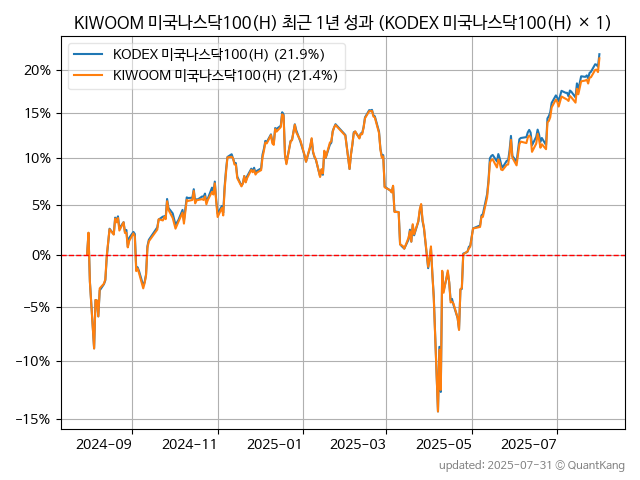 KIWOOM 미국나스닥100(H) 최근 1년 성과 (KODEX 미국나스닥100(H) × 1)
KODEX 미국나스닥100(H) (21.9%)
KIWOOM 미국나스닥100(H) (21.4%)
20%
15%
10%
5%
0%
−5%
−10%
−15%
2024-09 2024-11 2025-01 2025-03 2025-05 2025-07
updated: 2025-07-31 © QuantKang